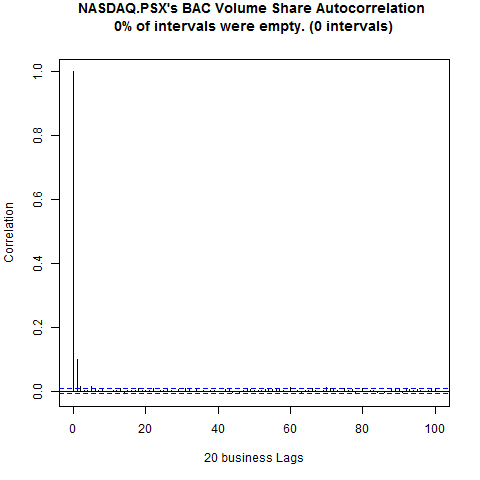 NASDAQ.PSX's BAC Volume Share Autocorrelation
0% of intervals were empty. (0 intervals)
1.0
0.8
0.6
0.4
0.2
0.0
Correlation
0 20 40 60 80 100
20 business Lags